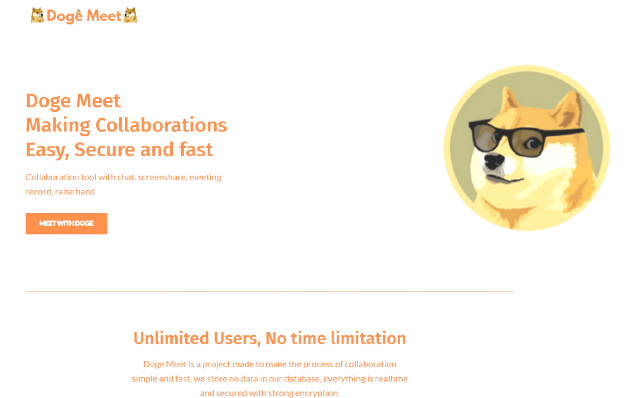 Doge Meet
Doge Meet
Making Collaborations
Easy, Secure and fast
Collaboration tool with chat, screenshare, meeting
record, raise hand
MEET WITH DOGE
Unlimited Users, No time limitation
Doge Meet is a project made to make the process of collaboration
simple and fast, we store no data in our database, everything is realtime
and secured with strong encryption.